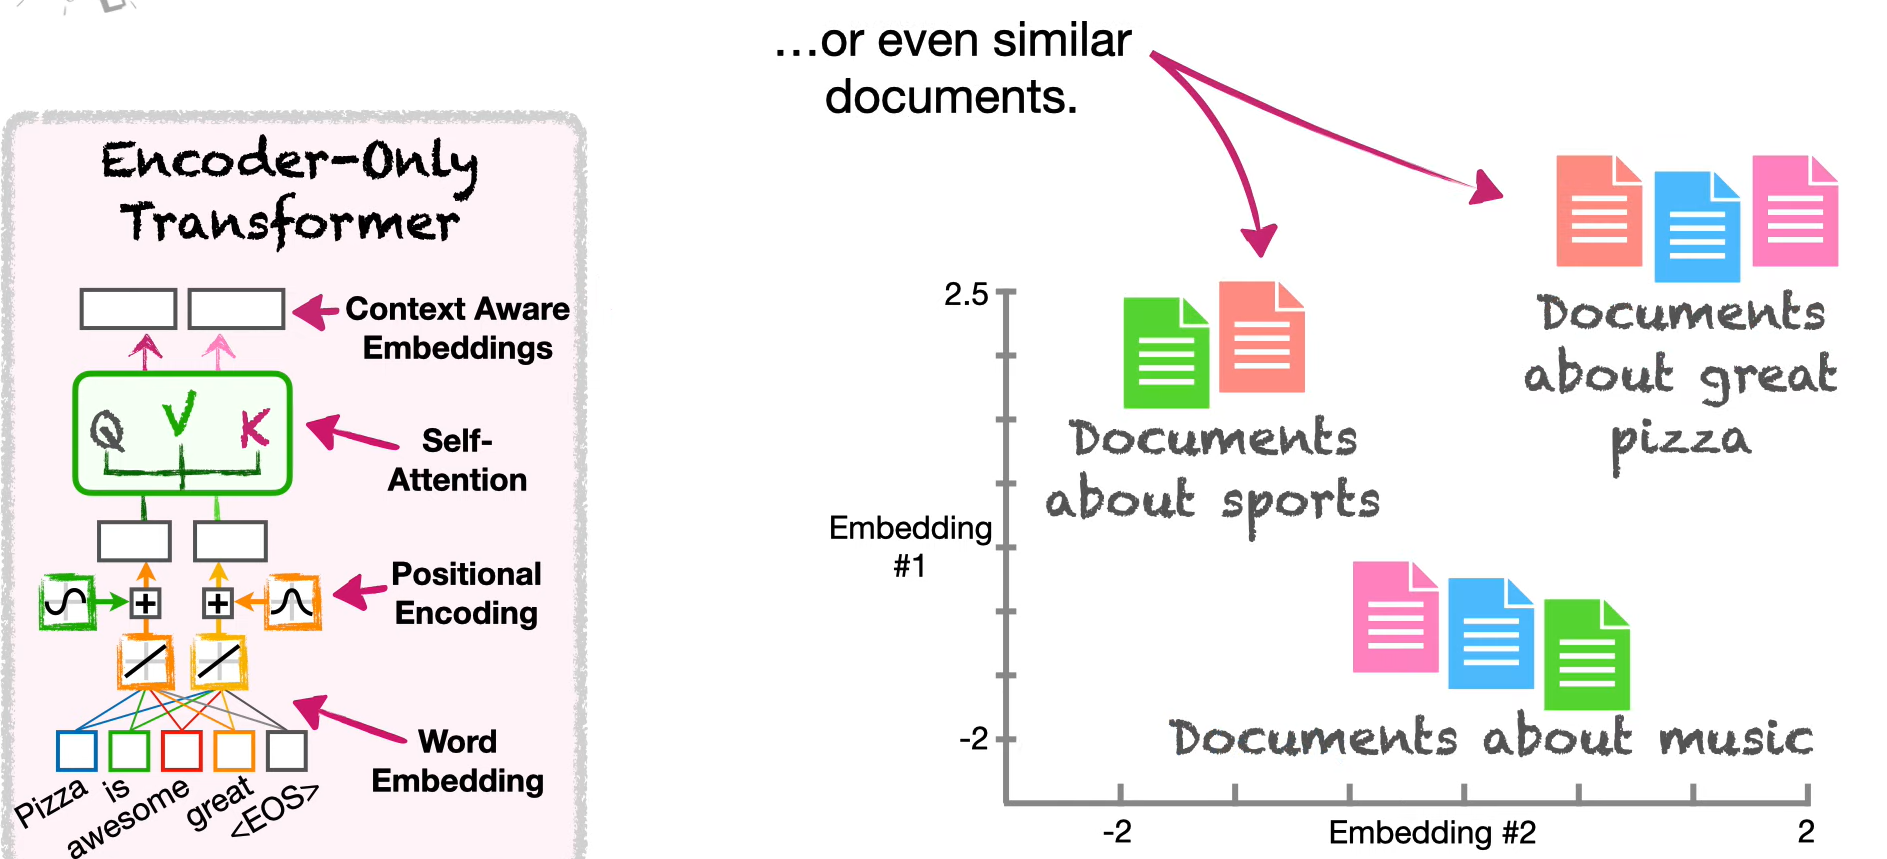 …or even similar
documents.
Encoder-Only
Transformer
Context Aware
Embeddings
Q V K
Self-
Attention
Positional
Encoding
+ +
Word
Embedding
Pizza is awesome great <EOS>
2.5
Embedding
#1
-2
-2 Embedding #2 2
Documents
about sports
Documents
about great
pizza
Documents about music